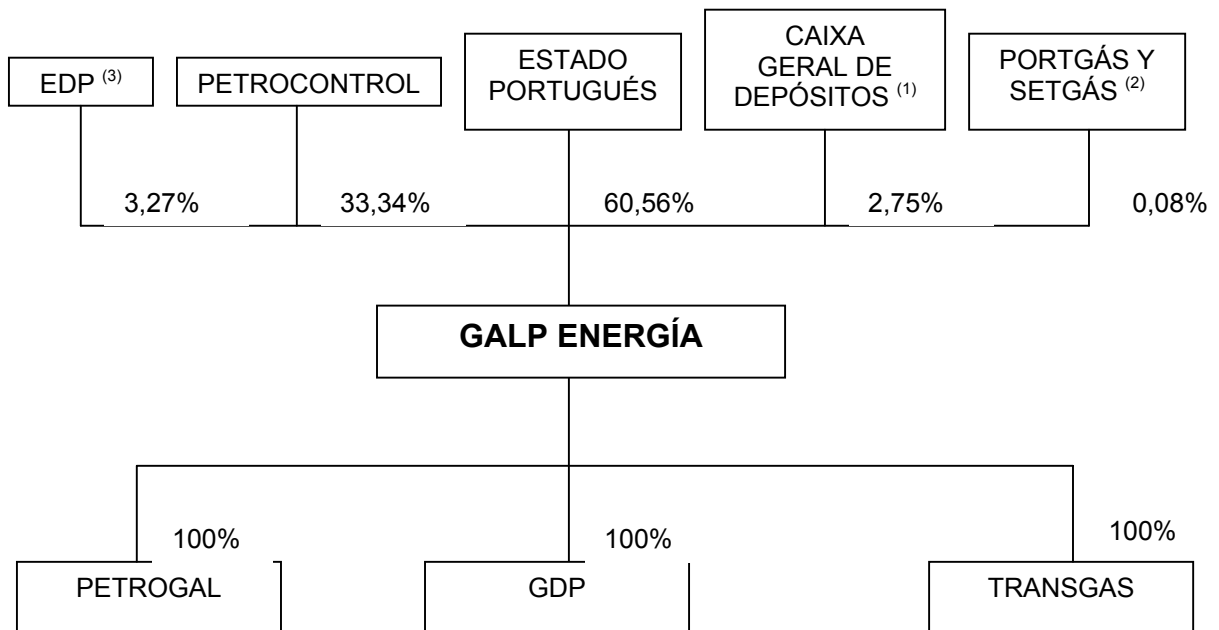 EDP (3)
PETROCONTROL
ESTADO
PORTUGUÉS
CAIXA
GERAL DE
DEPÓSITOS (1)
PORTGÁS Y
SETGÁS (2)
3,27%
33,34%
60,56%
2,75%
0,08%
GALP ENERGÍA
100%
100%
100%
PETROGAL
GDP
TRANSGAS